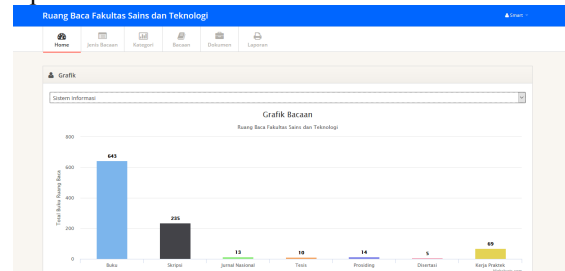 Ruang Baca Fakultas Sains dan Teknologi
Smart
Home Jenis Bacaan Kategori Bacaan Dokumen Laporan
Grafik
Sistem Informasi
Grafik Bacaan
Ruang Baca Fakultas Sains dan Teknologi
Total Buku Ruang Baca
800
600
400
200
0
643
235
13
10
14
5
69
Buku Skripsi Jurnal Nasional Tesis Prosiding Disertasi Kerja Praktek